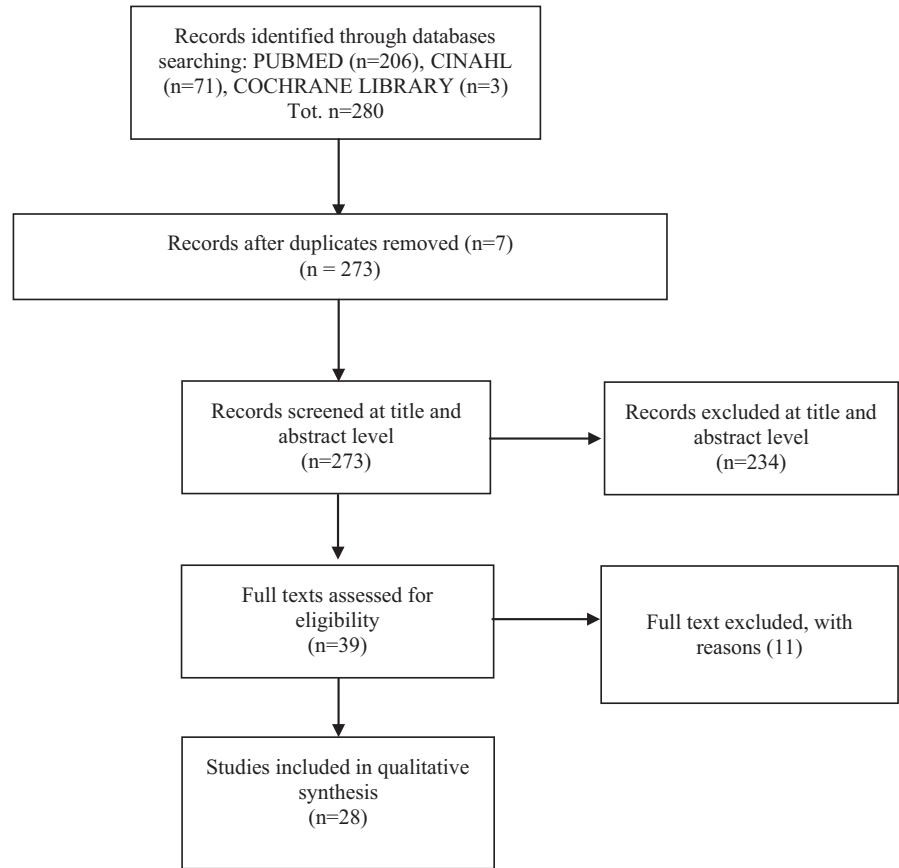 Records identified through databases
searching: PUBMED (n=206), CINAHL
(n=71), COCHRANE LIBRARY (n=3)
Tot. n=280
Records after duplicates removed (n=7)
(n = 273)
Records screened at title and
abstract level
(n=273)
Records excluded at title and
abstract level
(n=234)
Full texts assessed for
eligibility
(n=39)
Full text excluded, with
reasons (11)
Studies included in qualitative
synthesis
(n=28)